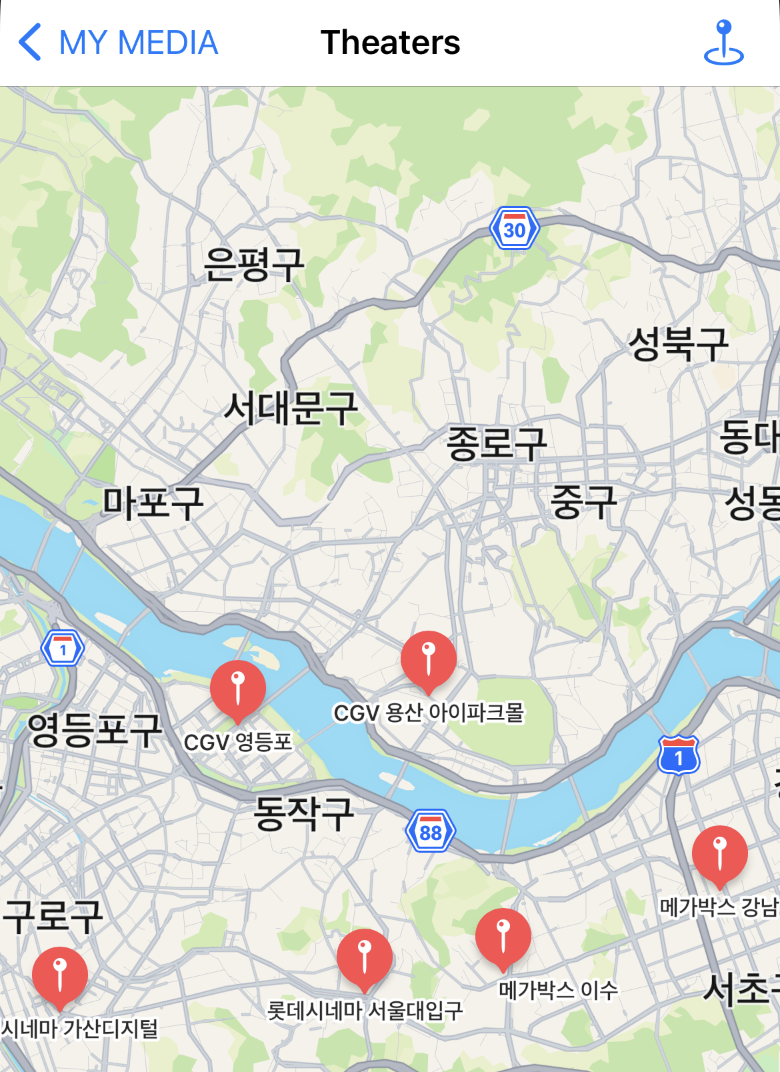 MY MEDIA
Theaters
30
은평구
성북구
서대문구
종로구
동대
마포구
중구
성동
1
CGV 용산 아이파크몰
영등포구
CGV 영등포
1
동작구
88
메가박스 강남
구로구
메가박스 이수
서초구
롯데시네마 서울대입구
시네마 가산디지털